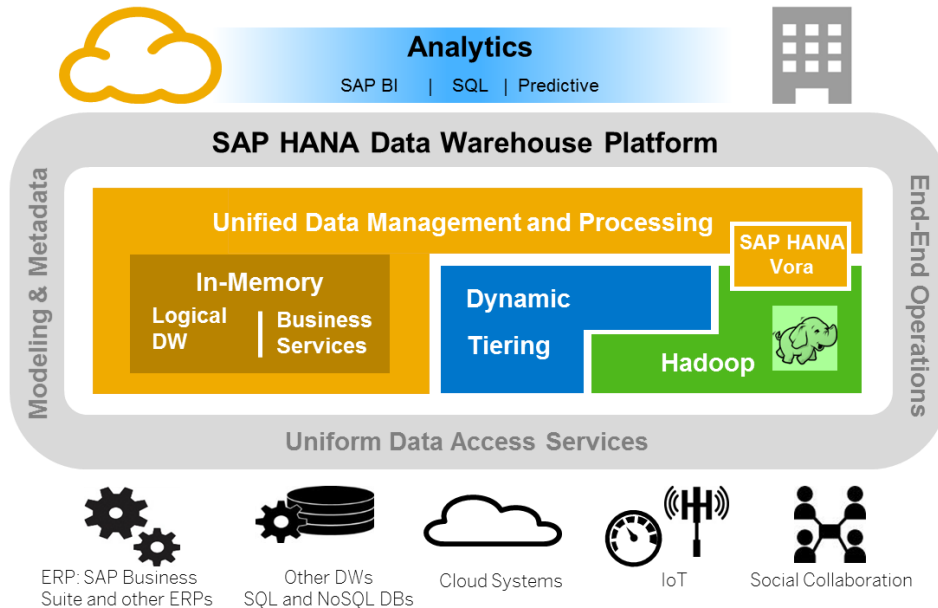 Analytics
SAP BI | SQL | Predictive
SAP HANA Data Warehouse Platform
Modeling & Metadata
End-End Operations
Unified Data Management and Processing
SAP HANA
Vora
In-Memory
Logical
DW
Business
Services
Dynamic
Tiering
Hadoop
Uniform Data Access Services
ERP: SAP Business
Suite and other ERPs
Other DWs
SQL and NoSQL DBs
Cloud Systems
IoT
Social Collaboration